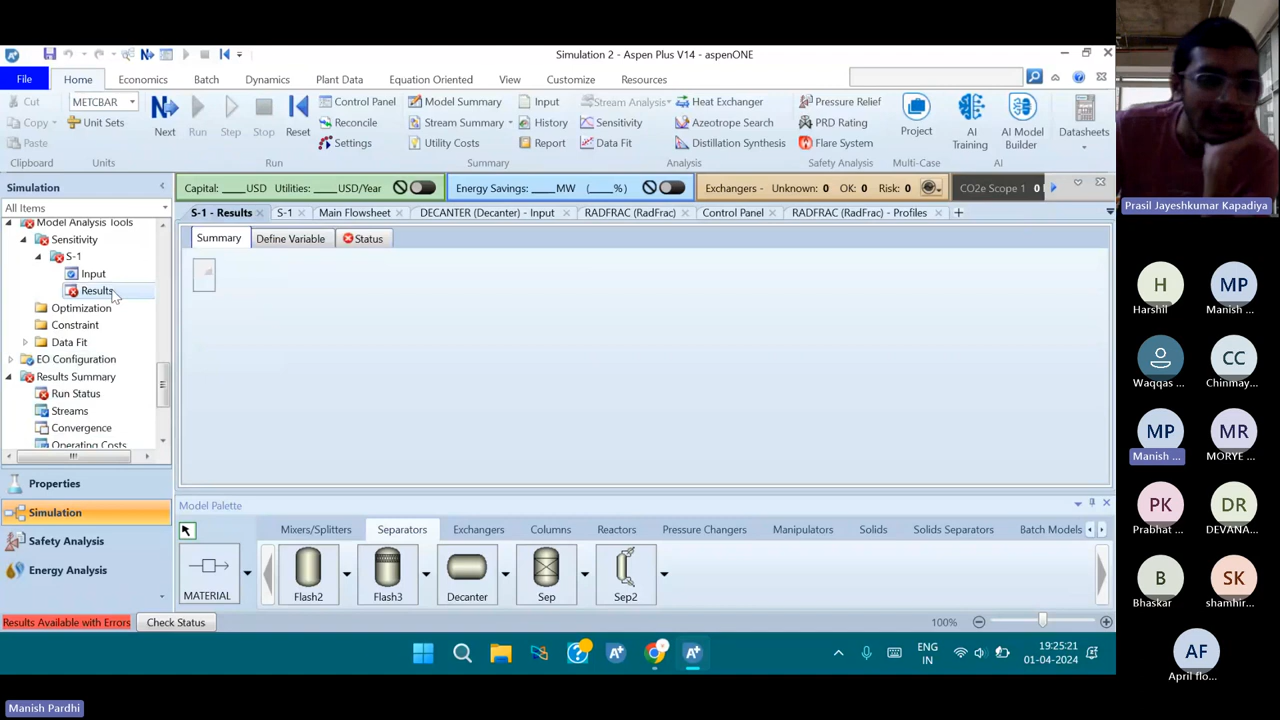 Simulation 2 - Aspen Plus V14 - aspenONE
File Home Economics Batch Dynamics Plant Data Equation Oriented View Customize Resources
Cut METCBAR Control Panel Model Summary Input Stream Analysis Heat Exchanger Pressure Relief
Copy Unit Sets Next Run Step Stop Reset Reconcile Stream Summary History Sensitivity Azeotrope Search PRD Rating Project AI Training AI Model Builder Datasheets
Paste Settings Utility Costs Report Data Fit Distillation Synthesis Flare System
Clipboard Units Run Summary Analysis Safety Analysis Multi-Case AI
Simulation Capital: ____USD Utilities: ____USD/Year Energy Savings: ____MW (____%) Exchangers - Unknown: 0 OK: 0 Risk: 0 CO2e Scope 1 0
All Items S-1 - Results S-1 Main Flowsheet DECANTER (Decanter) - Input RADFRAC (RadFrac) Control Panel RADFRAC (RadFrac) - Profiles
Model Analysis Tools
Sensitivity
S-1
Input
Results
Optimization
Constraint
Data Fit
EO Configuration
Results Summary
Run Status
Streams
Convergence
Operating Costs
Summary Define Variable Status
Properties
Simulation
Safety Analysis
Energy Analysis
Model Palette
Mixers/Splitters Separators Exchangers Columns Reactors Pressure Changers Manipulators Solids Solids Separators Batch Models
MATERIAL Flash2 Flash3 Decanter Sep Sep2
Results Available with Errors Check Status 100%
ENG
IN
19:25:21
01-04-2024
Manish Pardhi
Prasil Jayeshkumar Kapadiya
H MP
Harshil Manish ...
CC
Waqqas ... Chinmay...
MP MR
Manish ... MORYE ...
PK DR
Prabhat ... DEVANA...
B SK
Bhaskar shamhir...
AF
April flo...